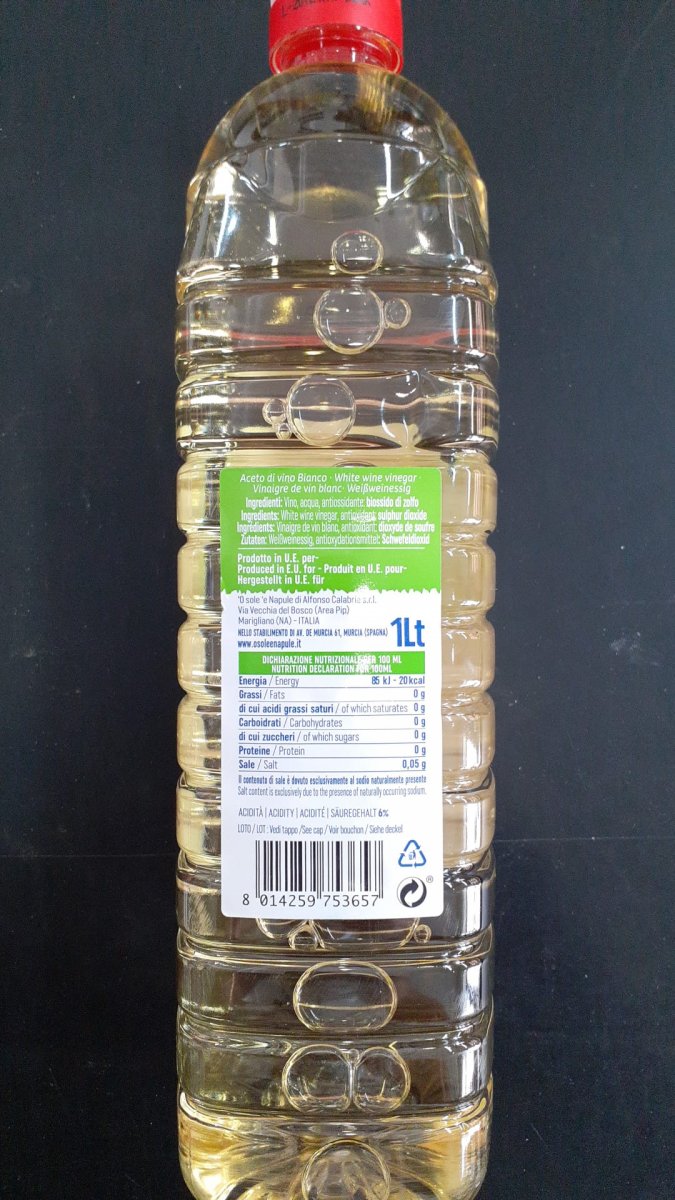 Aceto di vino Bianco · White wine vinegar
Vinaigre de vin blanc · Weißweinessig
Ingredienti: Vino, acqua, antiossidante: biossido di zolfo
Ingredients: White wine vinegar, antioxidant: sulphur dioxide
Ingrédients: Vinaigre de vin blanc, antioxidant: dioxyde de soufre
Zutaten: Weißweinessig, antioxydationsmittel: Schwefeldioxid
Prodotto in U.E. per-
Produced in E.U. for - Produit en U.E. pour-
Hergestellt in U.E. für
'O sole 'e Napule di Alfonso Calabria s.r.l.
Via Vecchia del Bosco (Area Pip)
Marigliano (NA) - ITALIA
NELLO STABILIMENTO DI AV. DE MURCIA 61, MURCIA (SPAGNA)
www.osoleenapule.it
1Lt
DICHIARAZIONE NUTRIZIONALE PER 100 ML
NUTRITION DECLARATION FOR 100ML
Energia / Energy 85 kJ - 20 kcal
Grassi / Fats 0 g
di cui acidi grassi saturi / of which saturates 0 g
Carboidrati / Carbohydrates 0 g
di cui zuccheri / of which sugars 0 g
Proteine / Protein 0 g
Sale / Salt 0,05 g
Il contenuto di sale è dovuto esclusivamente al sodio naturalmente presente
Salt content is exclusively due to the presence of naturally occurring sodium.
ACIDITÀ | ACIDITY | ACIDITÉ | SÄUREGEHALT 6%
LOTO / LOT : Vedi tappo / See cap / Voir bouchon / Siehe deckel
8 014259 753657
®